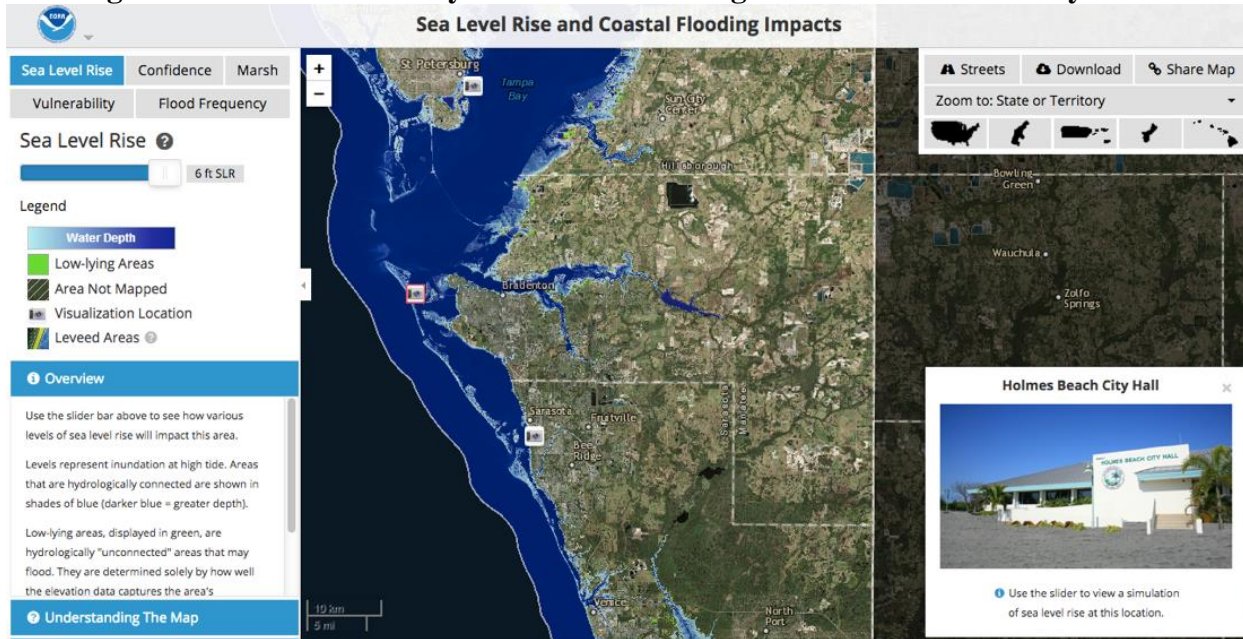 Sea Level Rise and Coastal Flooding Impacts
NOAA
Sea Level Rise
Confidence
Marsh
Vulnerability
Flood Frequency
Sea Level Rise ?
6 ft SLR
Legend
Water Depth
Low-lying Areas
Area Not Mapped
Visualization Location
Leveed Areas ?
Overview
Use the slider bar above to see how various
levels of sea level rise will impact this area.
Levels represent inundation at high tide. Areas
that are hydrologically connected are shown in
shades of blue (darker blue = greater depth).
Low-lying areas, displayed in green, are
hydrologically "unconnected" areas that may
flood. They are determined solely by how well
the elevation data captures the area's
? Understanding The Map
+
−
St Petersburg
Tampa
Bay
Sun City
Center
Hillsborough
Bradenton
Sarasota
Fruitville
Bee
Ridge
Sarasota
Manatee
Venice
North
Port
10 km
5 mi
Bowling
Green
Wauchula
Zolfo
Springs
Streets
Download
Share Map
Zoom to: State or Territory
Holmes Beach City Hall
×
HOLMES BEACH CITY HALL
Use the slider to view a simulation
of sea level rise at this location.